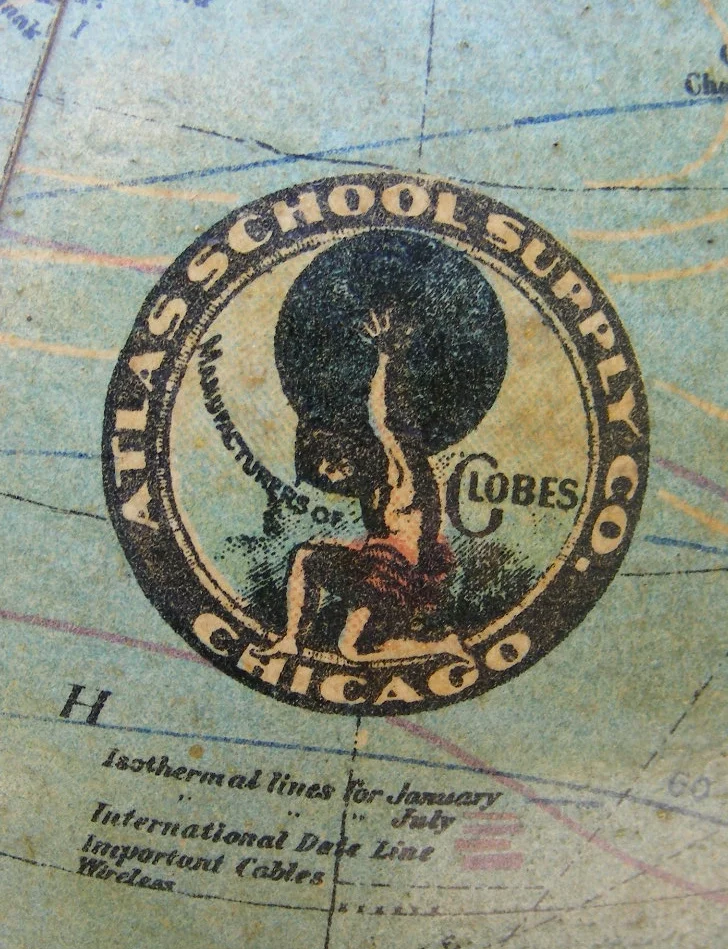 ATLAS SCHOOL SUPPLY CO.
MANUFACTURERS OF
GLOBES
CHICAGO
H
Isothermal lines for January
" " " July
International Date Line
Important Cables
Wireless
60